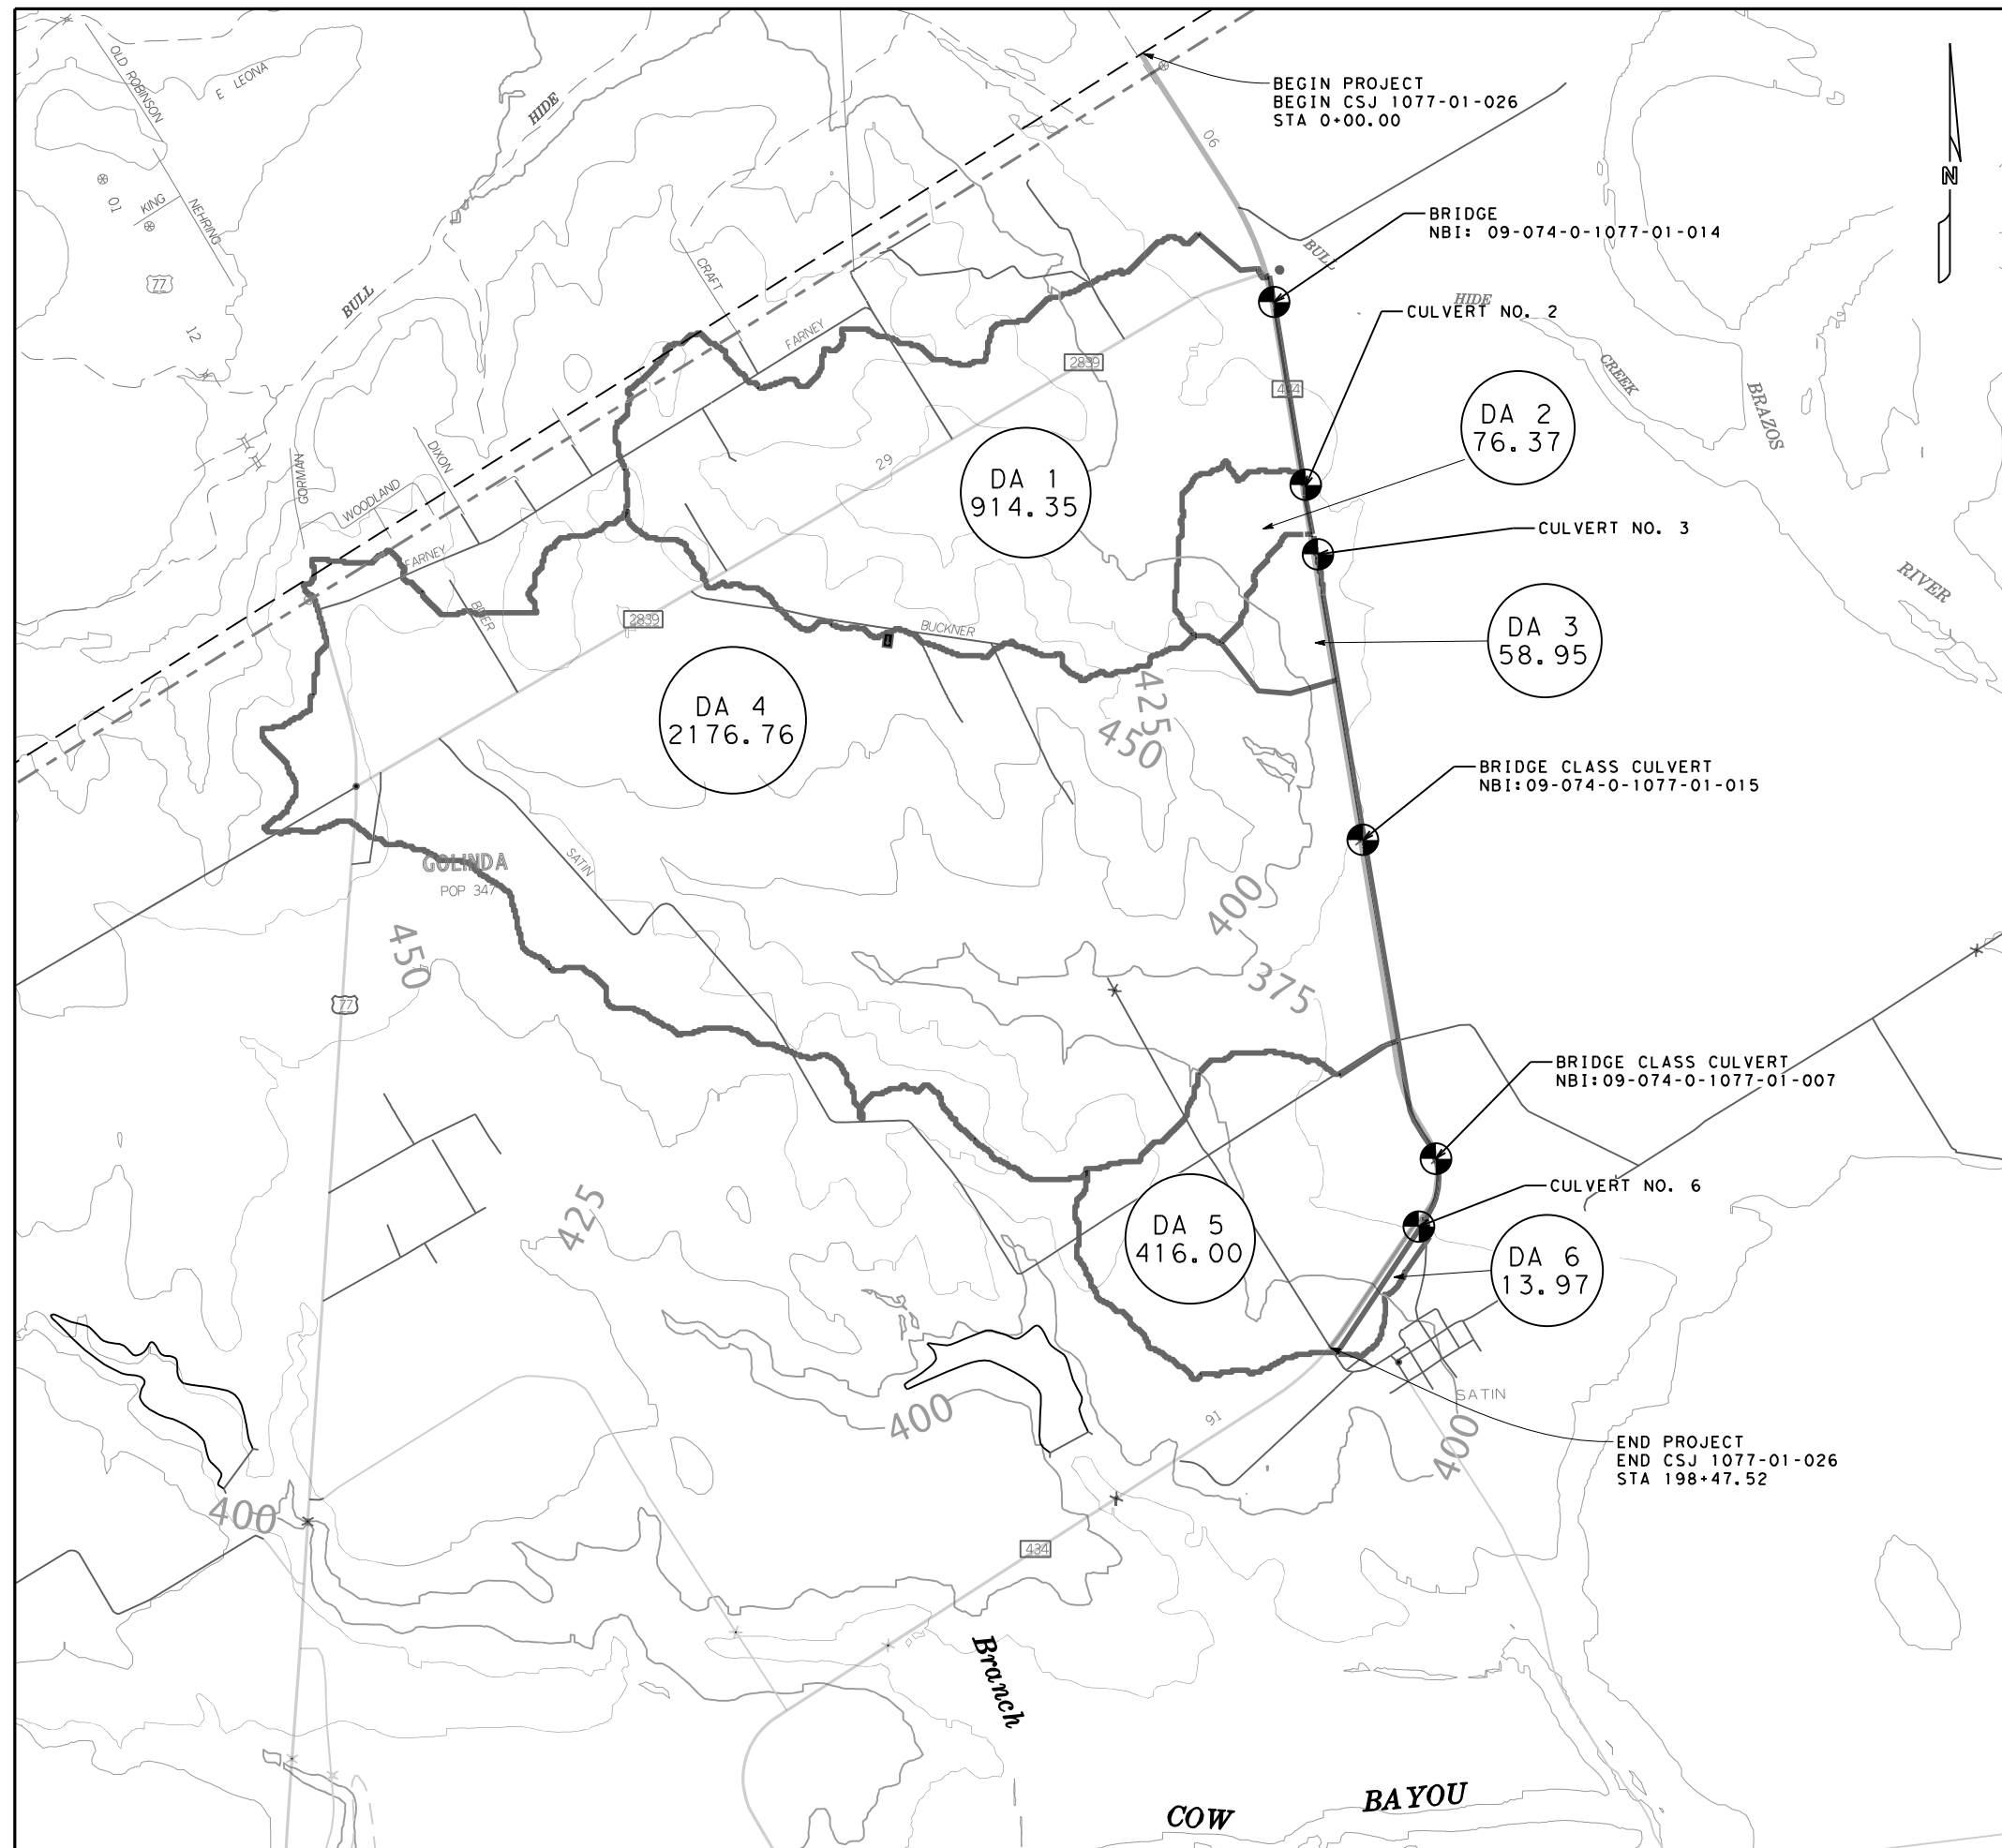 BEGIN PROJECT
BEGIN CSJ 1077-01-026
STA 0+00.00
OLD ROBINSON
E LEONA
HIDE
06
N
01
KING
NEHRING
BRIDGE
NBI: 09-074-0-1077-01-014
BULL
HIDE
CRAFT
77
BULL
12
CULVERT NO. 2
FARNEY
2839
434
CREEK
BRAZOS
DA 2
76.37
DIXON
GORMAN
29
DA 1
914.35
WOODLAND
CULVERT NO. 3
FARNEY
RIVER
2839
BUCKNER
DA 3
58.95
DA 4
2176.76
425
450
BRIDGE CLASS CULVERT
NBI:09-074-0-1077-01-015
SATIN
GOLINDA
POP 347
400
450
375
77
BRIDGE CLASS CULVERT
NBI:09-074-0-1077-01-007
CULVERT NO. 6
425
DA 5
416.00
DA 6
13.97
SATIN
400
91
400
END PROJECT
END CSJ 1077-01-026
STA 198+47.52
400
434
Branch
COW
BAYOU